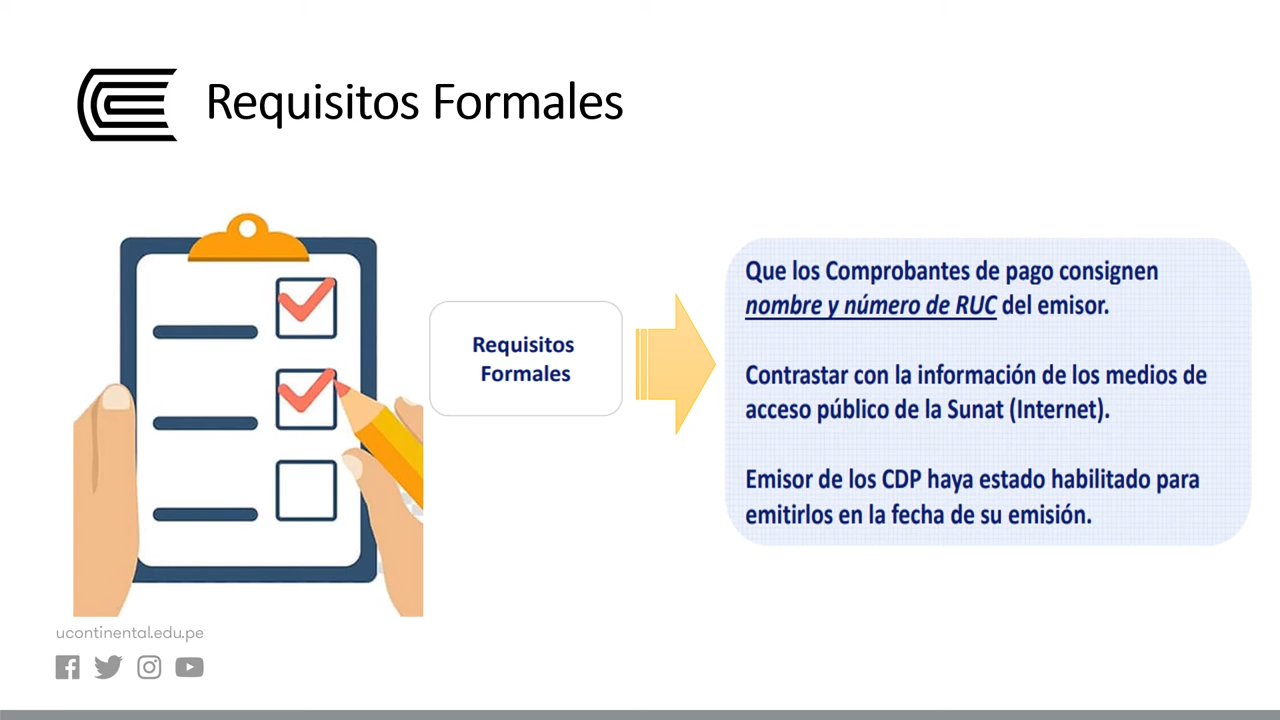 Requisitos Formales
Requisitos
Formales
Que los Comprobantes de pago consignen
nombre y número de RUC del emisor.
Contrastar con la información de los medios de
acceso público de la Sunat (Internet).
Emisor de los CDP haya estado habilitado para
emitirlos en la fecha de su emisión.
ucontinental.edu.pe